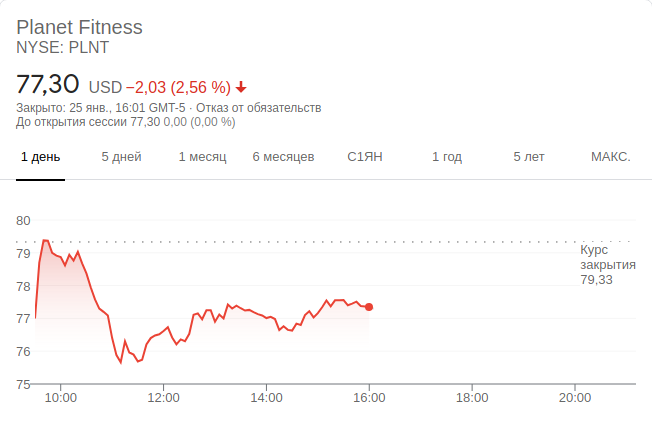 Planet Fitness
NYSE: PLNT
77,30 USD −2,03 (2,56 %)
Закрыто: 25 янв., 16:01 GMT-5 · Отказ от обязательств
До открытия сессии 77,30 0,00 (0,00 %)
1 день 5 дней 1 месяц 6 месяцев С1ЯН 1 год 5 лет МАКС.
80
79
78
77
76
75
Курс
закрытия
79,33
10:00 12:00 14:00 16:00 18:00 20:00